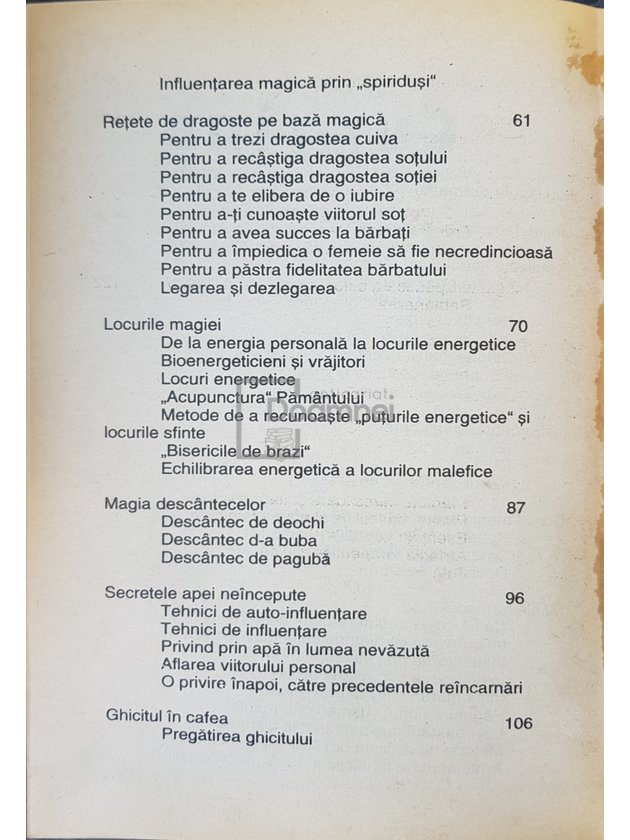 Influențarea magică prin „spiriduși“
Rețete de dragoste pe bază magică 61
Pentru a trezi dragostea cuiva
Pentru a recâștiga dragostea soțului
Pentru a recâștiga dragostea soției
Pentru a te elibera de o iubire
Pentru a-ți cunoaște viitorul soț
Pentru a avea succes la bărbați
Pentru a împiedica o femeie să fie necredincioasă
Pentru a păstra fidelitatea bărbatului
Legarea și dezlegarea
Locurile magiei 70
De la energia personală la locurile energetice
Bioenergeticieni și vrăjitori
Locuri energetice
„Acupunctura“ Pământului
Metode de a recunoaște „puțurile energetice“ și
locurile sfinte
„Bisericile de brazi“
Echilibrarea energetică a locurilor malefice
Magia descântecelor 87
Descântec de deochi
Descântec d-a buba
Descântec de pagubă
Secretele apei neîncepute 96
Tehnici de auto-influențare
Tehnici de influențare
Privind prin apă în lumea nevăzută
Aflarea viitorului personal
O privire înapoi, către precedentele reîncarnări
Ghicitul în cafea 106
Pregătirea ghicitului